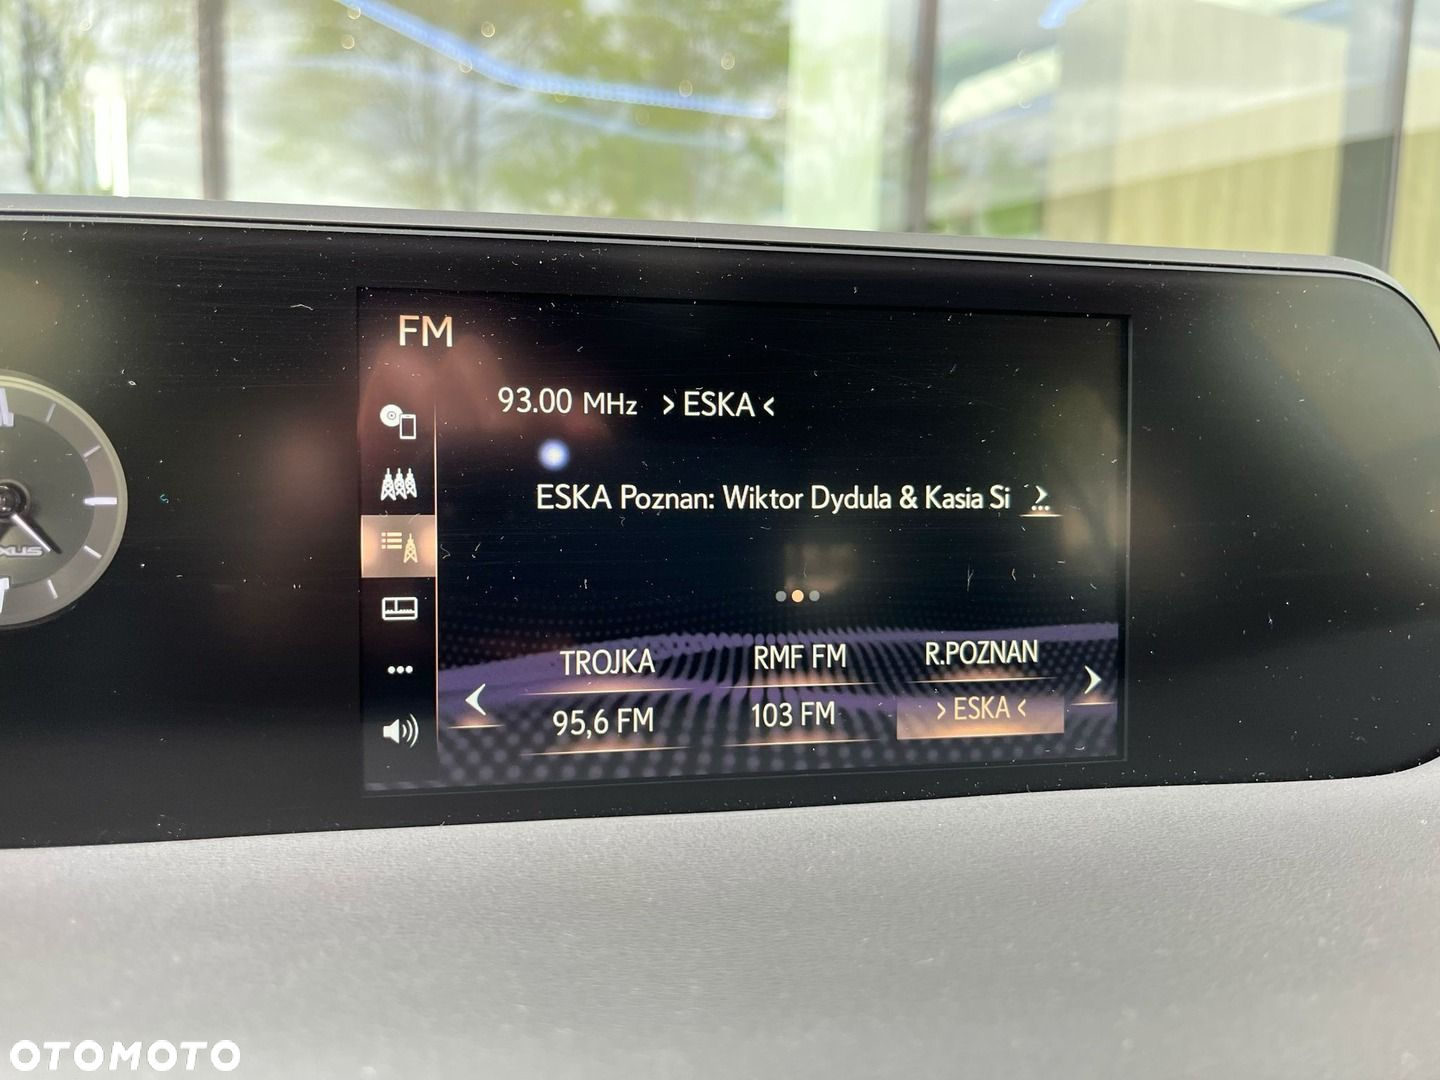 FM
93.00 MHz >ESKA<
ESKA Poznan: Wiktor Dydula & Kasia Si
TROJKA RMF FM R.POZNAN
95,6 FM 103 FM >ESKA<
OTOMOTO